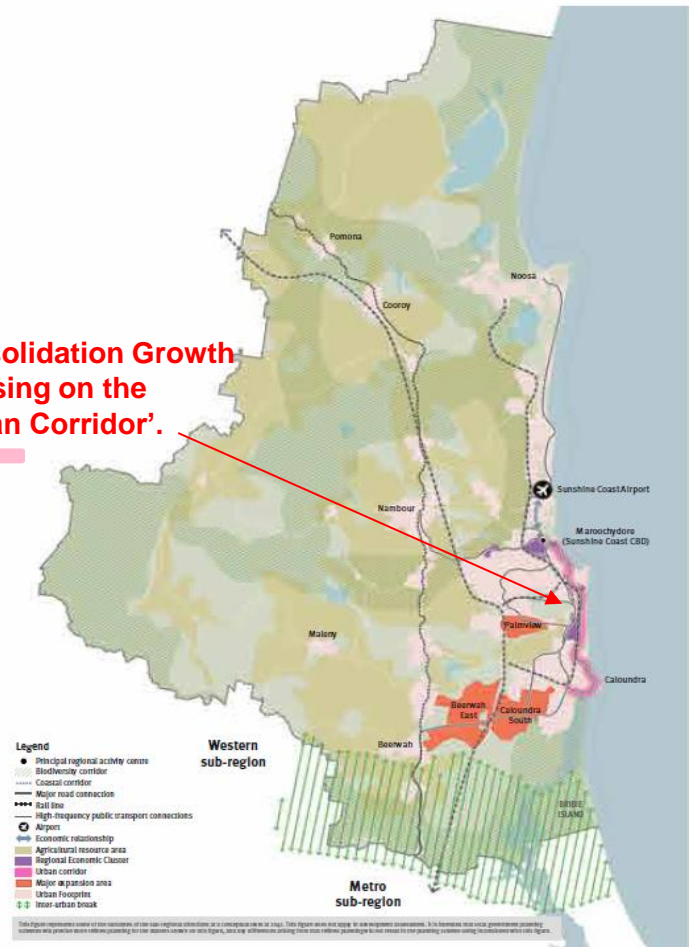 Pomona
Noosa
Cooroy
solidation Growth
sing on the
an Corridor’.
Sunshine Coast Airport
Nambour
Maroochydore
(Sunshine Coast CBD)
Palmview
Maleny
Caloundra
Beerwah
East
Caloundra
South
Beerwah
Western
sub-region
BRIBIE
ISLAND
Metro
sub-region
Legend
Principal regional activity centre
Biodiversity corridor
Coastal corridor
Major road connection
Rail line
High-frequency public transport connections
Airport
Economic relationship
Agricultural resource area
Regional Economic Cluster
Urban corridor
Major expansion area
Urban Footprint
Inter-urban break